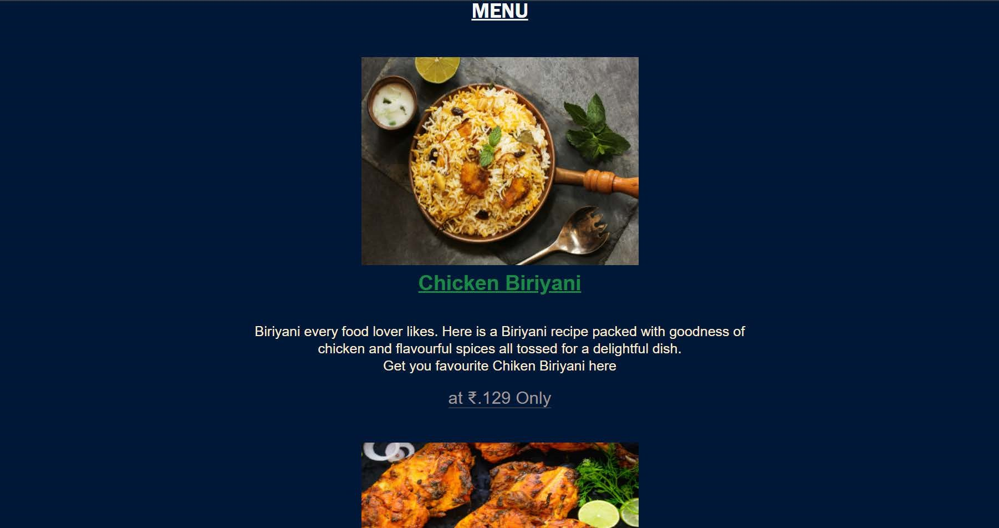 MENU
Chicken Biriyani
Biriyani every food lover likes. Here is a Biriyani recipe packed with goodness of
chicken and flavourful spices all tossed for a delightful dish.
Get you favourite Chiken Biriyani here
at ₹.129 Only